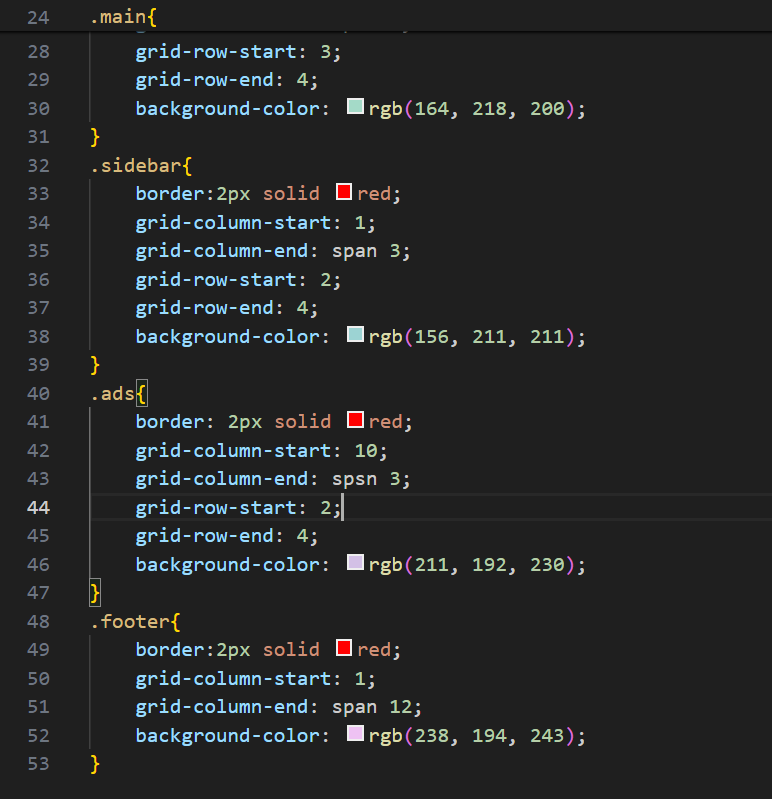 24 .main{
28 grid-row-start: 3;
29 grid-row-end: 4;
30 background-color: rgb(164, 218, 200);
31 }
32 .sidebar{
33 border:2px solid red;
34 grid-column-start: 1;
35 grid-column-end: span 3;
36 grid-row-start: 2;
37 grid-row-end: 4;
38 background-color: rgb(156, 211, 211);
39 }
40 .ads{
41 border: 2px solid red;
42 grid-column-start: 10;
43 grid-column-end: spsn 3;
44 grid-row-start: 2;
45 grid-row-end: 4;
46 background-color: rgb(211, 192, 230);
47 }
48 .footer{
49 border:2px solid red;
50 grid-column-start: 1;
51 grid-column-end: span 12;
52 background-color: rgb(238, 194, 243);
53 }